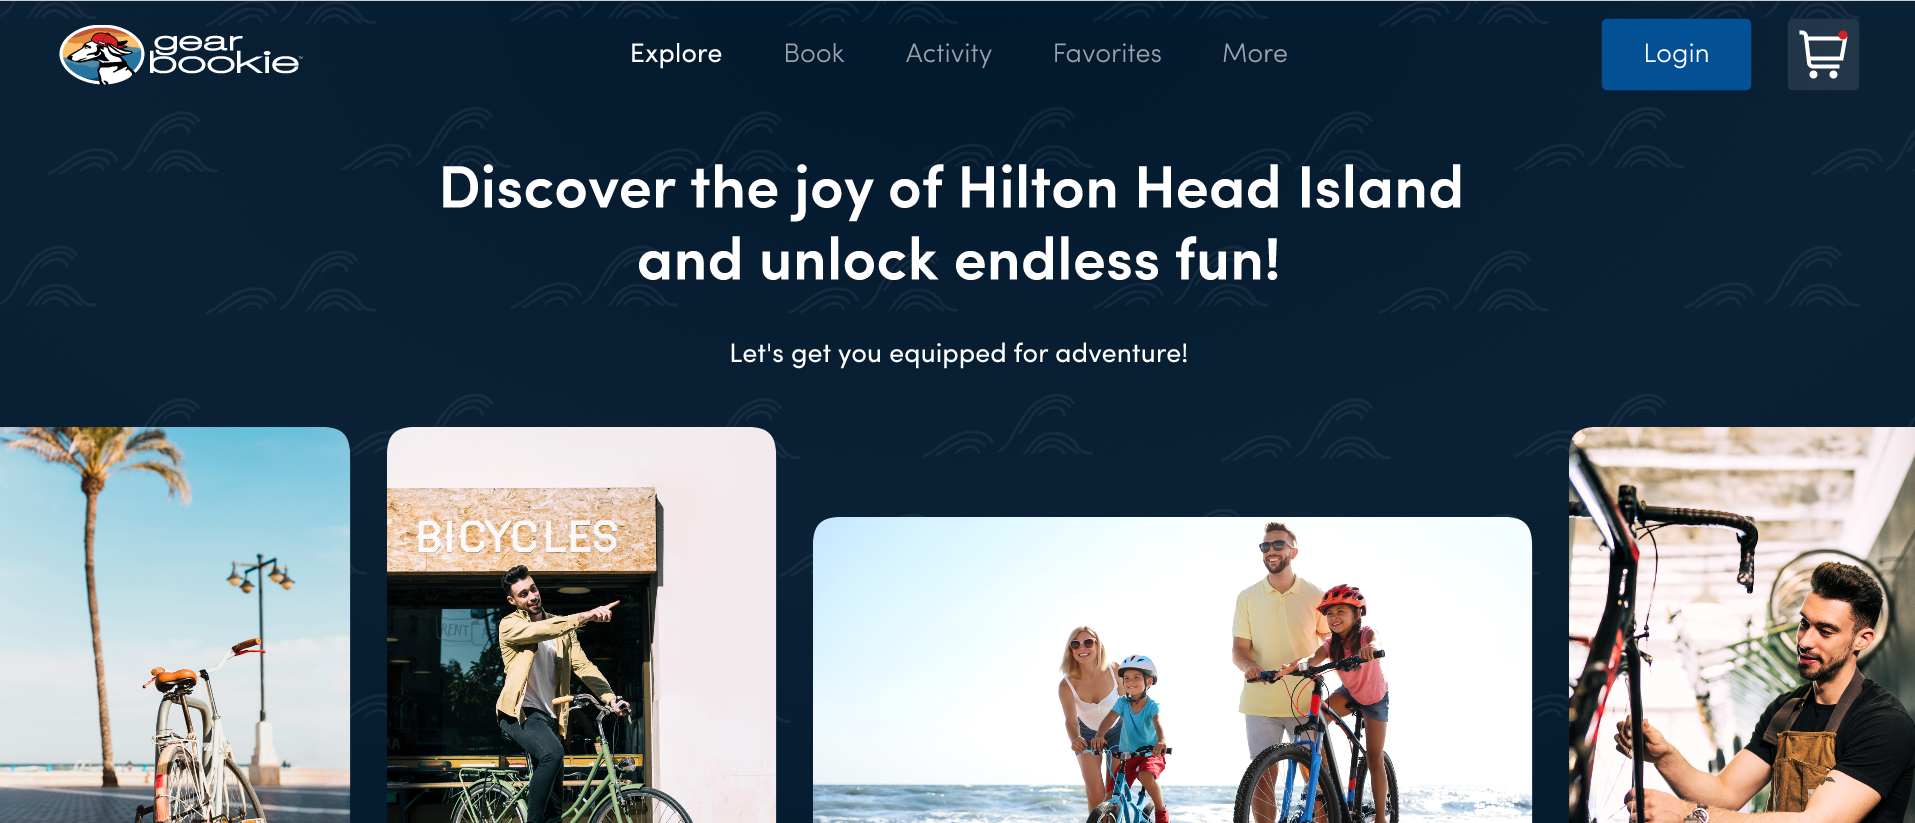 gear
bookie
Explore
Book
Activity
Favorites
More
Login
Discover the joy of Hilton Head Island
and unlock endless fun!
Let's get you equipped for adventure!
BICYCLES
RENT